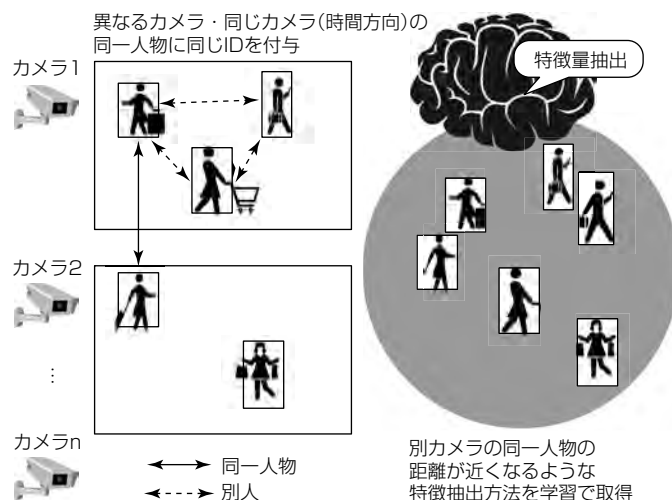 異なるカメラ・同じカメラ(時間方向)の
同一人物に同じIDを付与
カメラ1
カメラ2
⋮
カメラn
同一人物
別人
特徴量抽出
別カメラの同一人物の
距離が近くなるような
特徴抽出方法を学習で取得